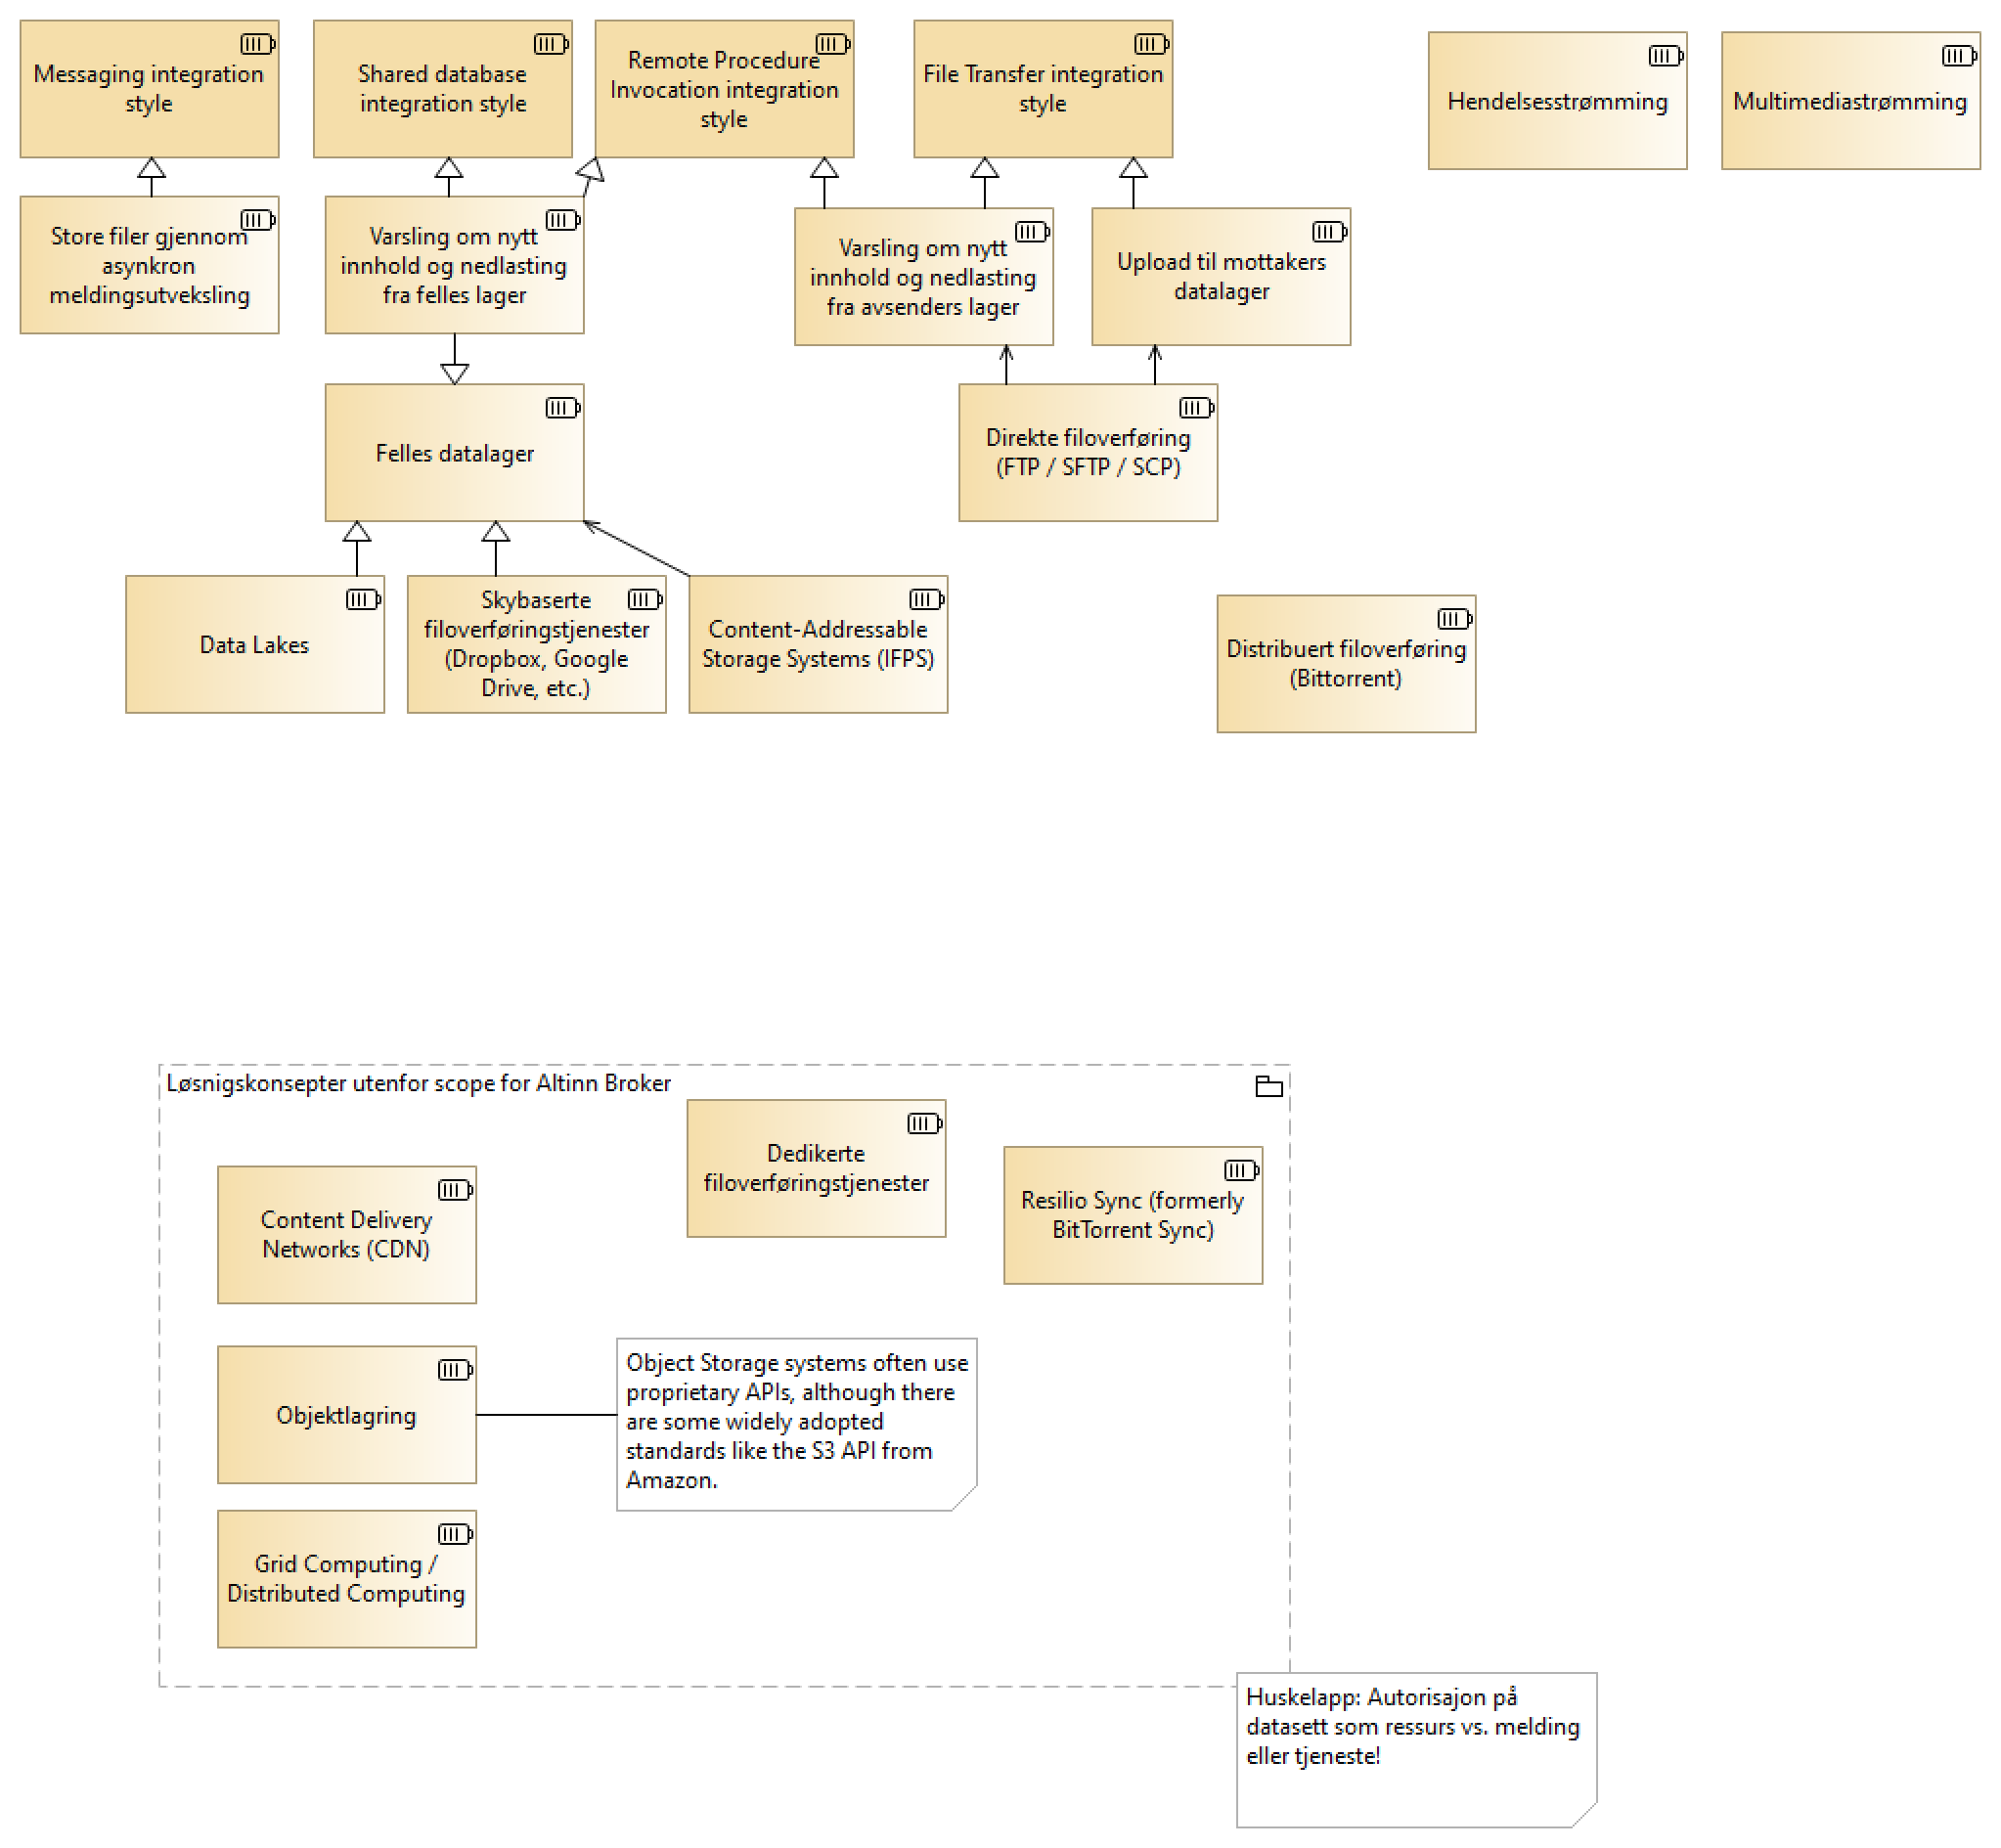 Messaging integration
style
Shared database
integration style
Remote Procedure
Invocation integration
style
File Transfer integration
style
Hendelsesstrømming
Multimediastrømming
Store filer gjennom
asynkron
meldingsutveksling
Varsling om nytt
innhold og nedlasting
fra felles lager
Varsling om nytt
innhold og nedlasting
fra avsenders lager
Upload til mottakers
datalager
Felles datalager
Direkte filoverføring
(FTP / SFTP / SCP)
Data Lakes
Skybaserte
filoverføringstjenester
(Dropbox, Google
Drive, etc.)
Content-Addressable
Storage Systems (IFPS)
Distribuert filoverføring
(Bittorrent)
Løsnigskonsepter utenfor scope for Altinn Broker
Dedikerte
filoverføringstjenester
Resilio Sync (formerly
BitTorrent Sync)
Content Delivery
Networks (CDN)
Objektlagring
Object Storage systems often use
proprietary APIs, although there
are some widely adopted
standards like the S3 API from
Amazon.
Grid Computing /
Distributed Computing
Huskelapp: Autorisajon på
datasett som ressurs vs. melding
eller tjeneste!